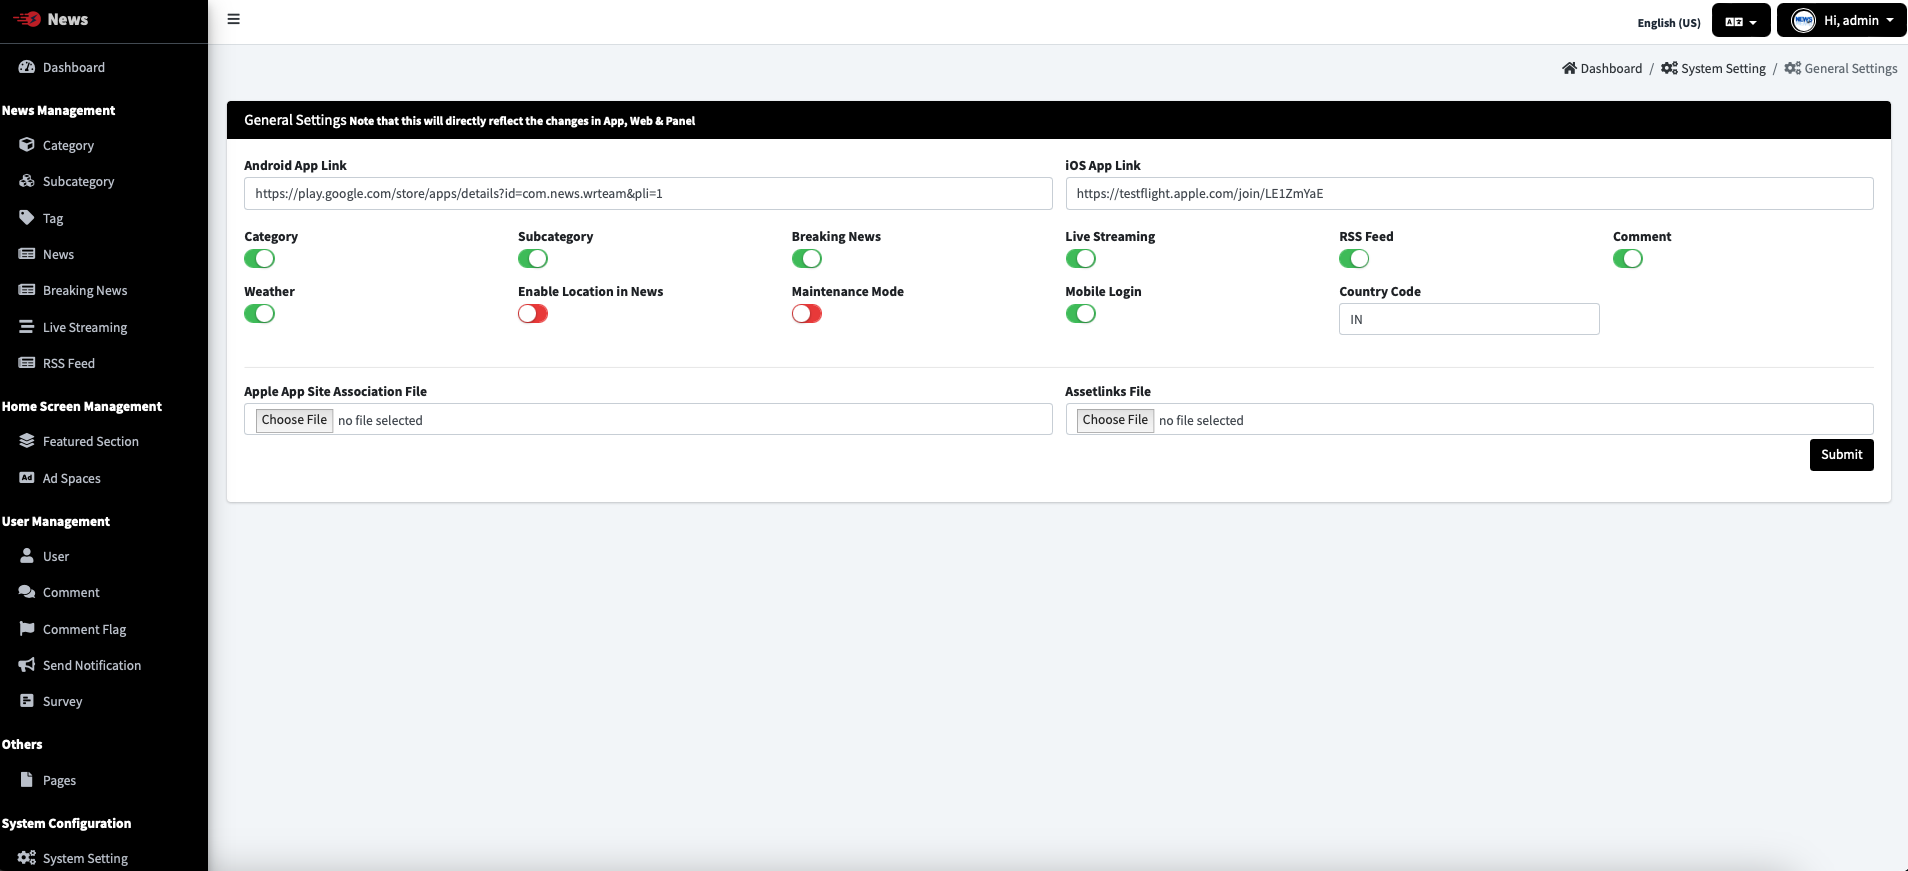 News
English (US)
Hi, admin
Dashboard
News Management
Category
Subcategory
Tag
News
Breaking News
Live Streaming
RSS Feed
Home Screen Management
Featured Section
Ad
Ad Spaces
User Management
User
Comment
Comment Flag
Send Notification
Survey
Others
Pages
System Configuration
System Setting
Dashboard / System Setting / General Settings
General Settings Note that this will directly reflect the changes in App, Web & Panel
Android App Link
https://play.google.com/store/apps/details?id=com.news.wrteam&pli=1
iOS App Link
https://testflight.apple.com/join/LE1ZmYaE
Category
Subcategory
Breaking News
Live Streaming
RSS Feed
Comment
Weather
Enable Location in News
Maintenance Mode
Mobile Login
Country Code
IN
Apple App Site Association File
Choose File no file selected
Assetlinks File
Choose File no file selected
Submit